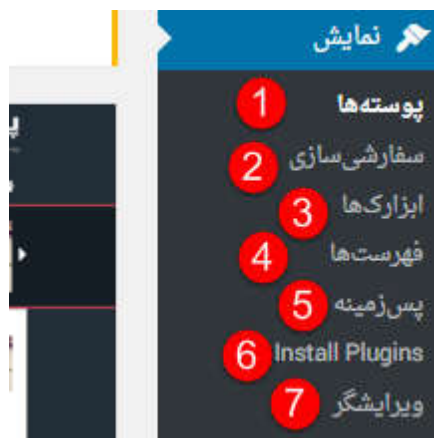 نمایش
پوسته‌ها 1
سفارشی‌سازی 2
ابزارک‌ها 3
فهرست‌ها 4
پس‌زمینه 5
6 Install Plugins
ویرایشگر 7